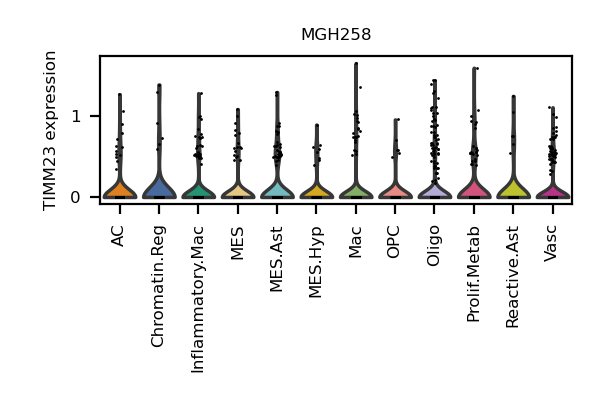 MGH258
TIMM23 expression
1
0
AC
Chromatin.Reg
Inflammatory.Mac
MES
MES.Ast
MES.Hyp
Mac
OPC
Oligo
Prolif.Metab
Reactive.Ast
Vasc